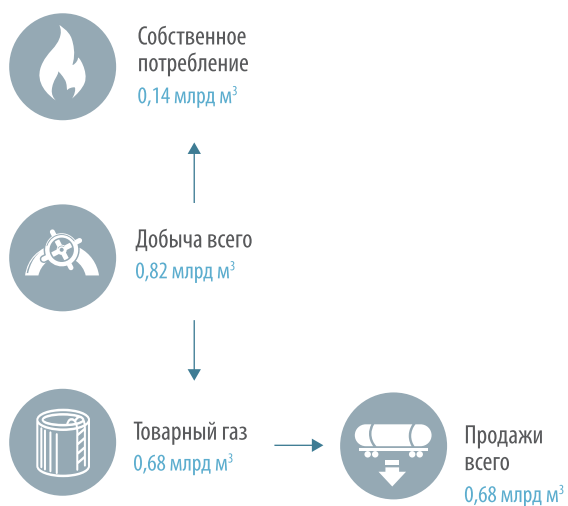 Собственное
потребление
0,14 млрд м³
Добыча всего
0,82 млрд м³
Товарный газ
0,68 млрд м³
Продажи
всего
0,68 млрд м³